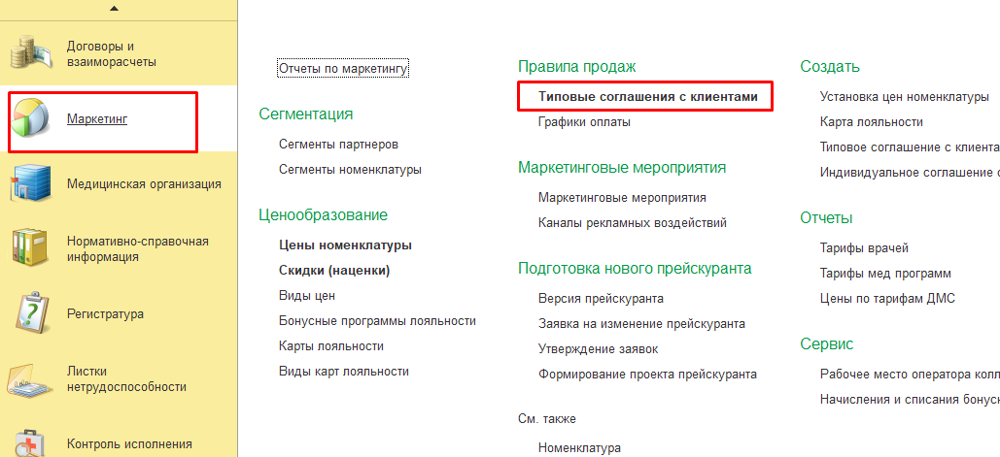 Договоры и
взаиморасчеты
Маркетинг
Медицинская организация
Нормативно-справочная
информация
Регистратура
Листки
нетрудоспособности
Контроль исполнения
Отчеты по маркетингу
Сегментация
Сегменты партнеров
Сегменты номенклатуры
Ценообразование
Цены номенклатуры
Скидки (наценки)
Виды цен
Бонусные программы лояльности
Карты лояльности
Виды карт лояльности
Правила продаж
Типовые соглашения с клиентами
Графики оплаты
Маркетинговые мероприятия
Маркетинговые мероприятия
Каналы рекламных воздействий
Подготовка нового прейскуранта
Версия прейскуранта
Заявка на изменение прейскуранта
Утверждение заявок
Формирование проекта прейскуранта
См. также
Номенклатура
Создать
Установка цен номенклатуры
Карта лояльности
Типовое соглашение с клиента
Индивидуальное соглашение с
Отчеты
Тарифы врачей
Тарифы мед программ
Цены по тарифам ДМС
Сервис
Рабочее место оператора колл
Начисления и списания бонусн